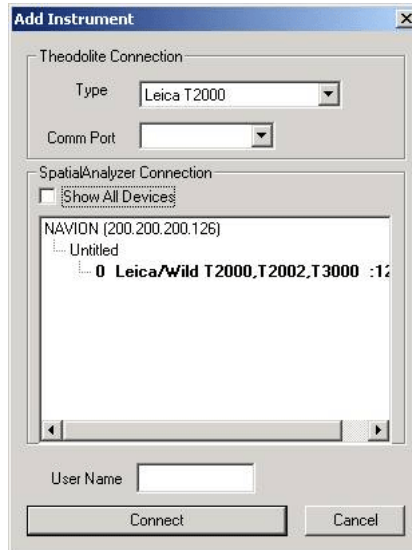 Add Instrument
Theodolite Connection
Type Leica T2000
Comm Port
SpatialAnalyzer Connection
Show All Devices
NAVION (200.200.200.126)
Untitled
0 Leica/Wild T2000,T2002,T3000 :12
User Name
Connect Cancel